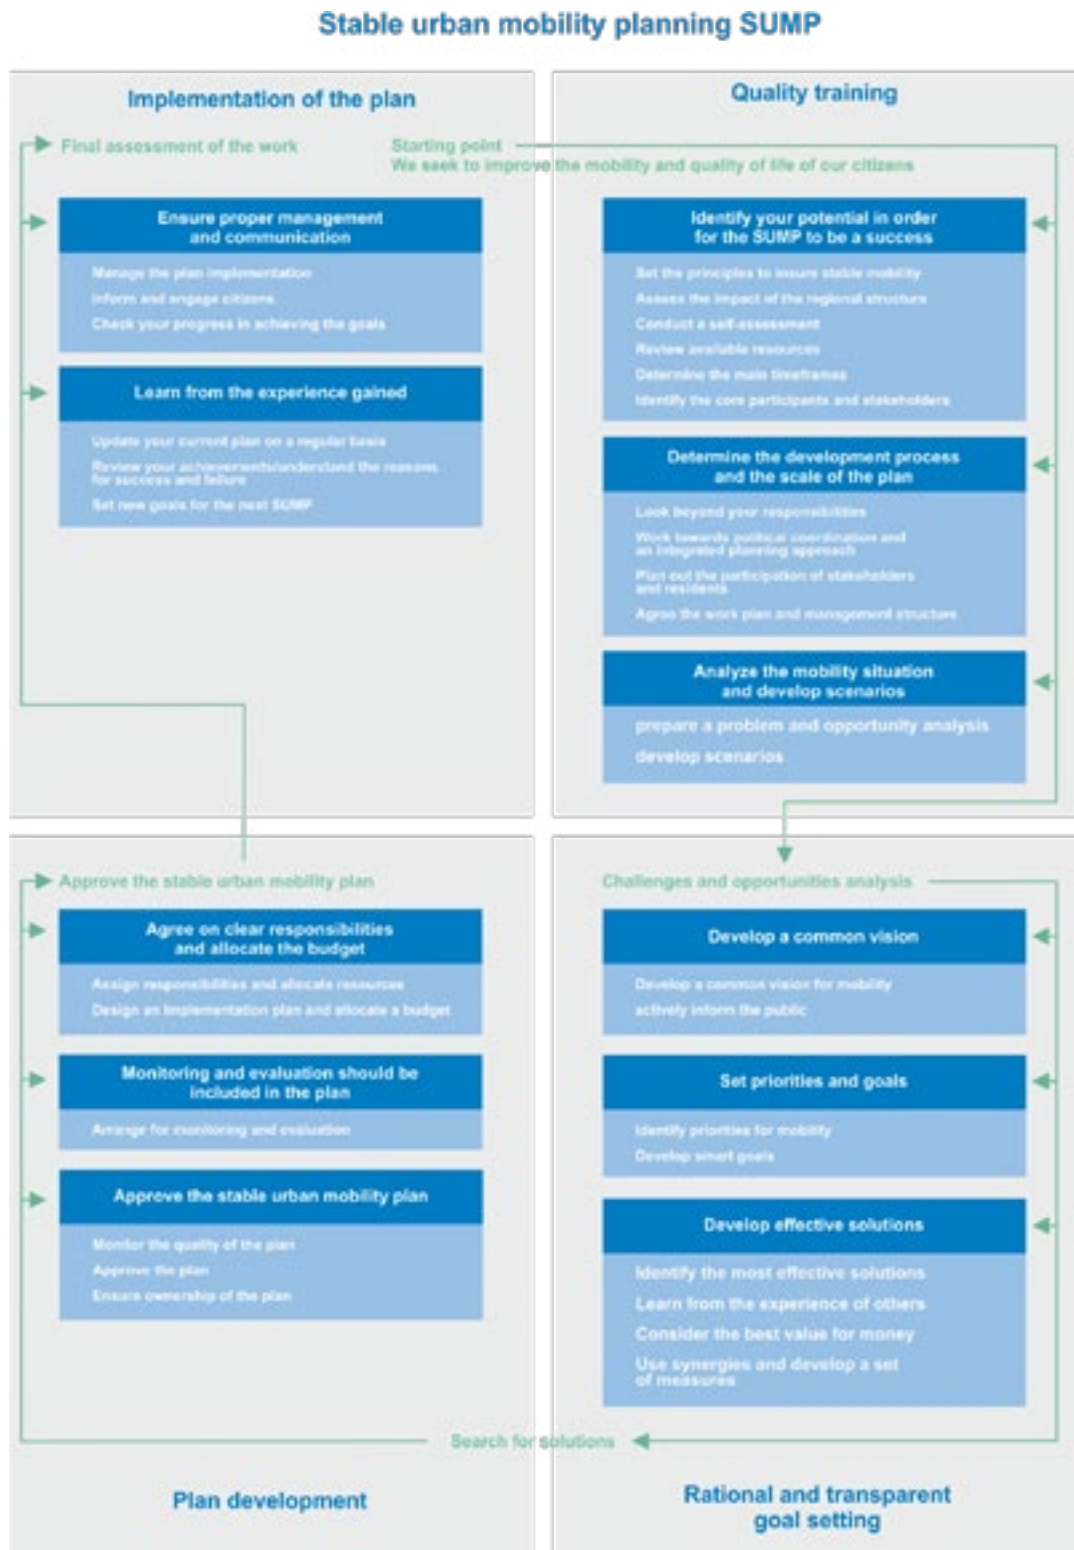 Stable urban mobility planning SUMP
Implementation of the plan
Final assessment of the work
Ensure proper management
and communication
Manage the plan implementation
Inform and engage citizens
Check your progress in achieving the goals
Learn from the experience gained
Update your current plan on a regular basis
Review your achievements/understand the reasons
for success and failure
Set new goals for the next SUMP
Quality training
Starting point
We seek to improve the mobility and quality of life of our citizens
Identify your potential in order
for the SUMP to be a success
Set the principles to insure stable mobility
Assess the impact of the regional structure
Conduct a self-assessment
Review available resources
Determine the main timeframes
Identify the core participants and stakeholders
Determine the development process
and the scale of the plan
Look beyond your responsibilities
Work towards political coordination and
an integrated planning approach
Plan out the participation of stakeholders
and residents
Agree the work plan and management structure
Analyze the mobility situation
and develop scenarios
prepare a problem and opportunity analysis
develop scenarios
Approve the stable urban mobility plan
Agree on clear responsibilities
and allocate the budget
Assign responsibilities and allocate resources
Design an implementation plan and allocate a budget
Monitoring and evaluation should be
included in the plan
Arrange for monitoring and evaluation
Approve the stable urban mobility plan
Monitor the quality of the plan
Approve the plan
Ensure ownership of the plan
Challenges and opportunities analysis
Develop a common vision
Develop a common vision for mobility
actively inform the public
Set priorities and goals
Identify priorities for mobility
Develop smart goals
Develop effective solutions
Identify the most effective solutions
Learn from the experience of others
Consider the best value for money
Use synergies and develop a set
of measures
Search for solutions
Plan development
Rational and transparent
goal setting